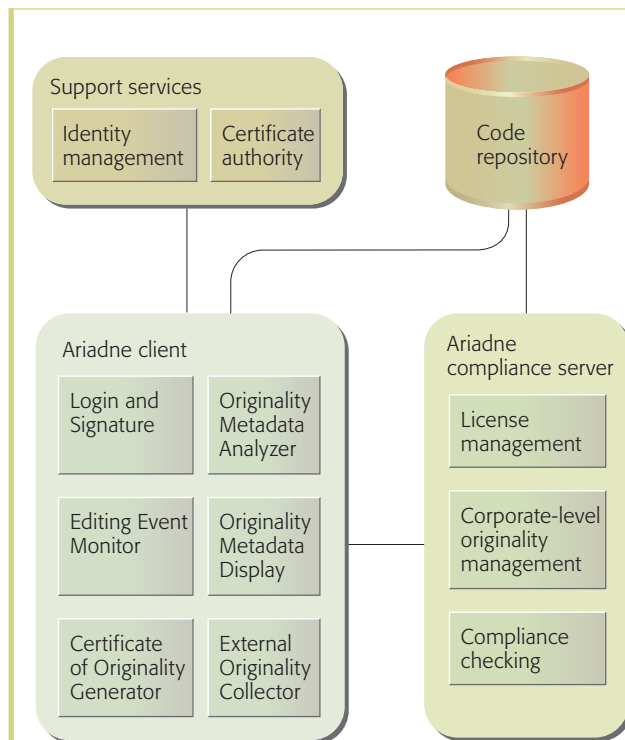 Support services
Identity
management
Certificate
authority
Code
repository
Ariadne client
Login and
Signature
Originality
Metadata
Analyzer
Editing Event
Monitor
Originality
Metadata
Display
Certificate
of Originality
Generator
External
Originality
Collector
Ariadne
compliance server
License
management
Corporate-level
originality
management
Compliance
checking